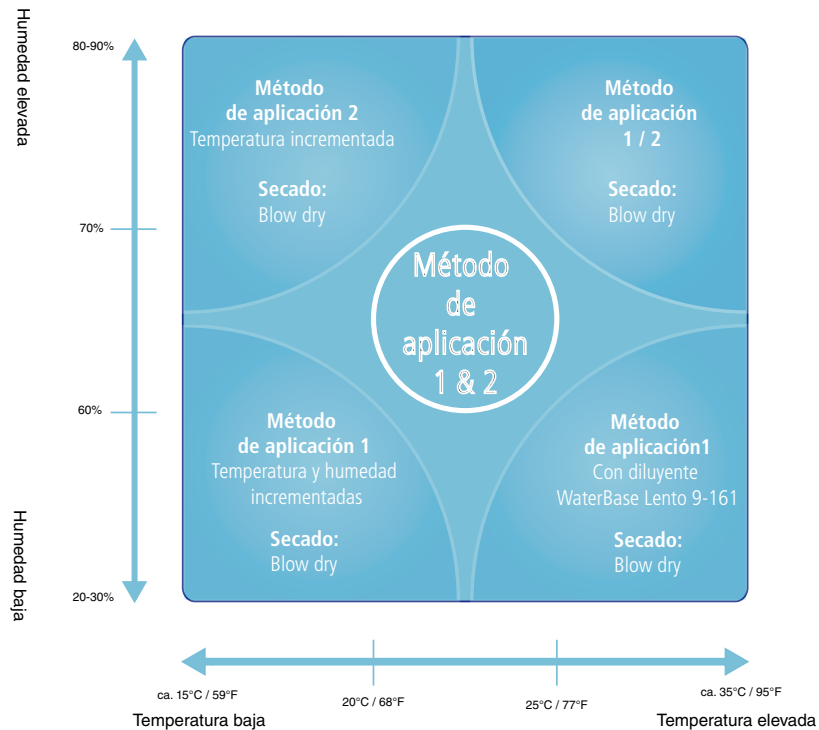 Humedad elevada
80-90%
70%
60%
20-30%
Humedad baja
Método
de aplicación 2
Temperatura incrementada
Secado:
Blow dry
Método
de aplicación
1 / 2
Secado:
Blow dry
Método
de
aplicación
1 & 2
Método
de aplicación 1
Temperatura y humedad
incrementadas
Secado:
Blow dry
Método
de aplicación1
Con diluyente
WaterBase Lento 9-161
Secado:
Blow dry
ca. 15°C / 59°F
20°C / 68°F
25°C / 77°F
ca. 35°C / 95°F
Temperatura baja
Temperatura elevada